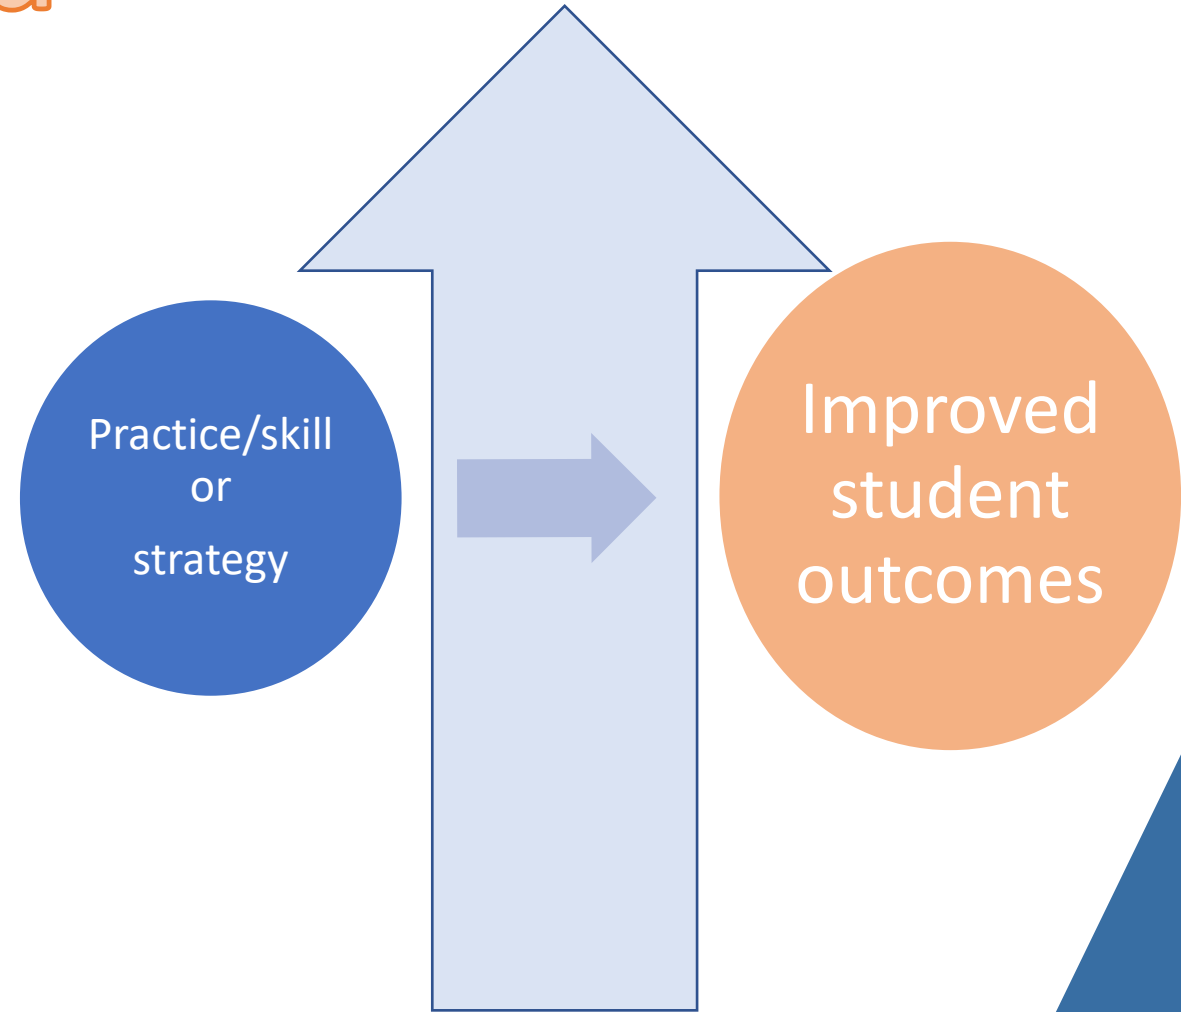 Practice/skill
or
strategy
Improved
student
outcomes